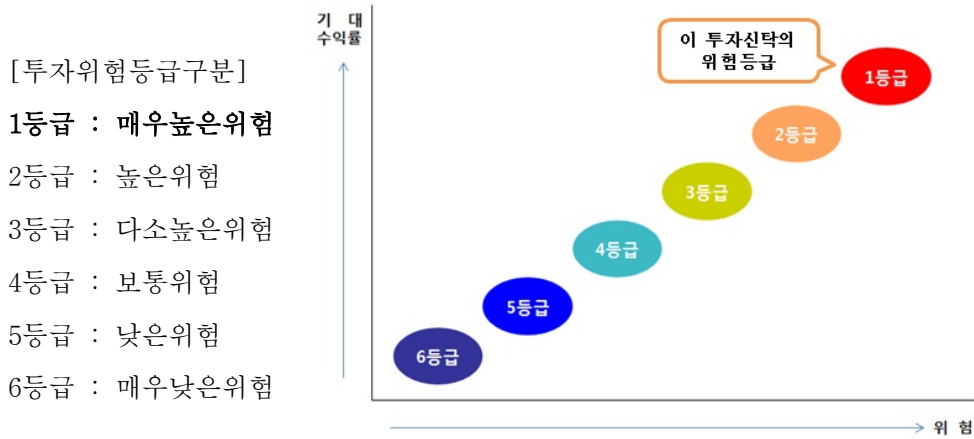 [투자위험등급구분]
1등급 : 매우높은위험
2등급 : 높은위험
3등급 : 다소높은위험
4등급 : 보통위험
5등급 : 낮은위험
6등급 : 매우낮은위험
기 대
수익률
이 투자신탁의
위험등급
1등급
2등급
3등급
4등급
5등급
6등급
위 험